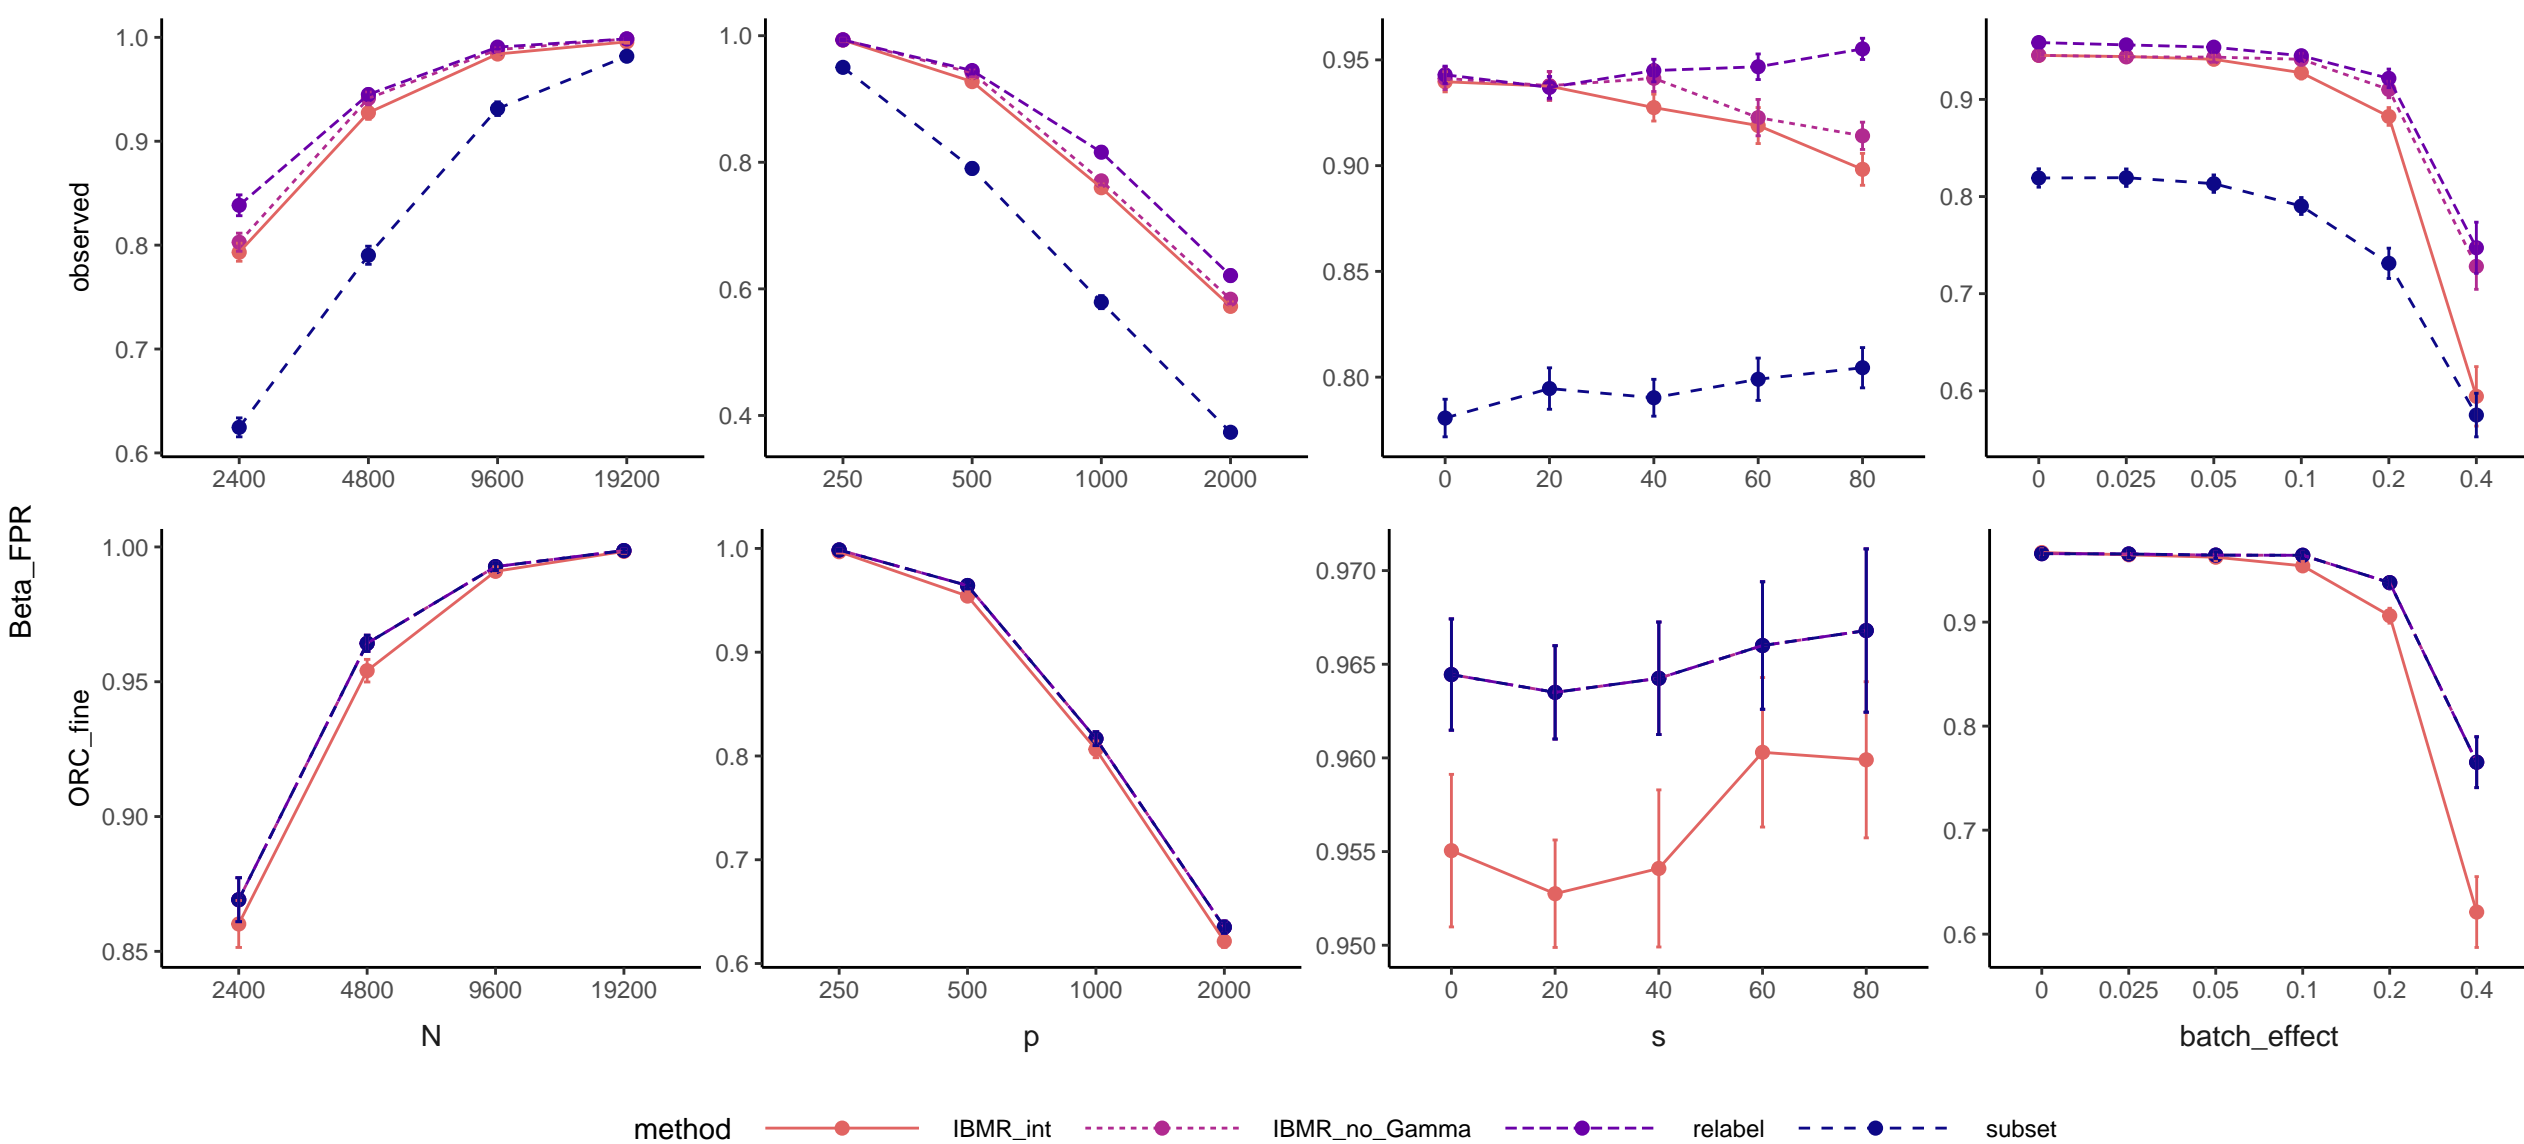 Beta_FPR
observed
1.0
0.9
0.8
0.7
0.6
2400 4800 9600 19200
1.0
0.8
0.6
0.4
250 500 1000 2000
0.95
0.90
0.85
0.80
0 20 40 60 80
0.9
0.8
0.7
0.6
0 0.025 0.05 0.1 0.2 0.4
ORC_fine
1.00
0.95
0.90
0.85
2400 4800 9600 19200
N
1.0
0.9
0.8
0.7
0.6
250 500 1000 2000
p
0.970
0.965
0.960
0.955
0.950
0 20 40 60 80
s
0.9
0.8
0.7
0.6
0 0.025 0.05 0.1 0.2 0.4
batch_effect
method IBMR_int IBMR_no_Gamma relabel subset